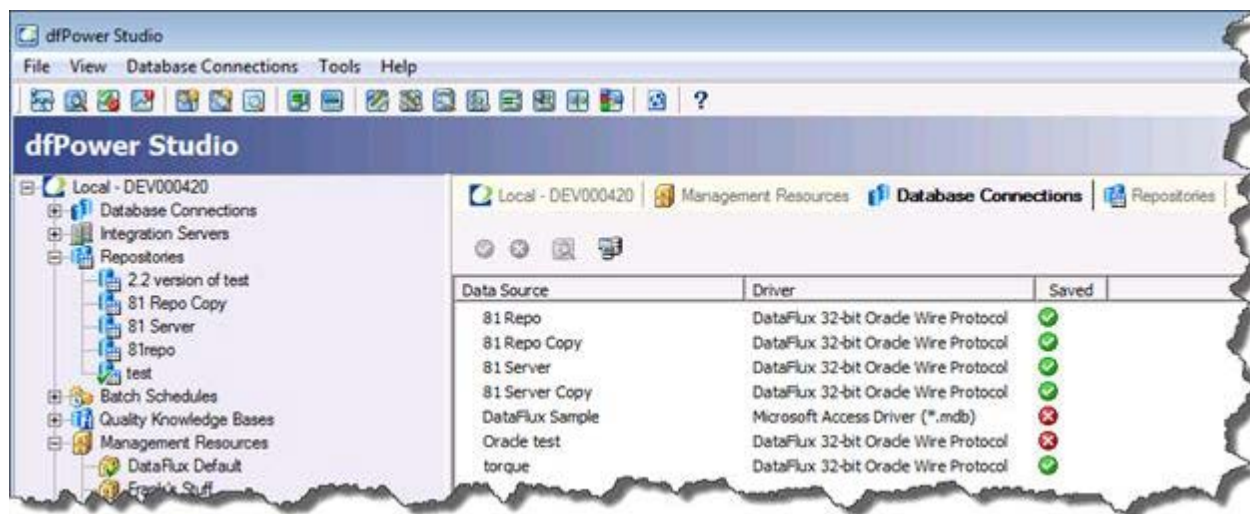 dfPower Studio
File View Database Connections Tools Help
?
dfPower Studio
Local - DEV000420
Database Connections
Integration Servers
Repositories
2.2 version of test
81 Repo Copy
81 Server
81repo
test
Batch Schedules
Quality Knowledge Bases
Management Resources
DataFlux Default
Frank's Stuff
Local - DEV000420 Management Resources Database Connections Repositories
Data Source Driver Saved
81 Repo DataFlux 32-bit Oracle Wire Protocol
81 Repo Copy DataFlux 32-bit Oracle Wire Protocol
81 Server DataFlux 32-bit Oracle Wire Protocol
81 Server Copy DataFlux 32-bit Oracle Wire Protocol
DataFlux Sample Microsoft Access Driver (*.mdb)
Oracle test DataFlux 32-bit Oracle Wire Protocol
torque DataFlux 32-bit Oracle Wire Protocol